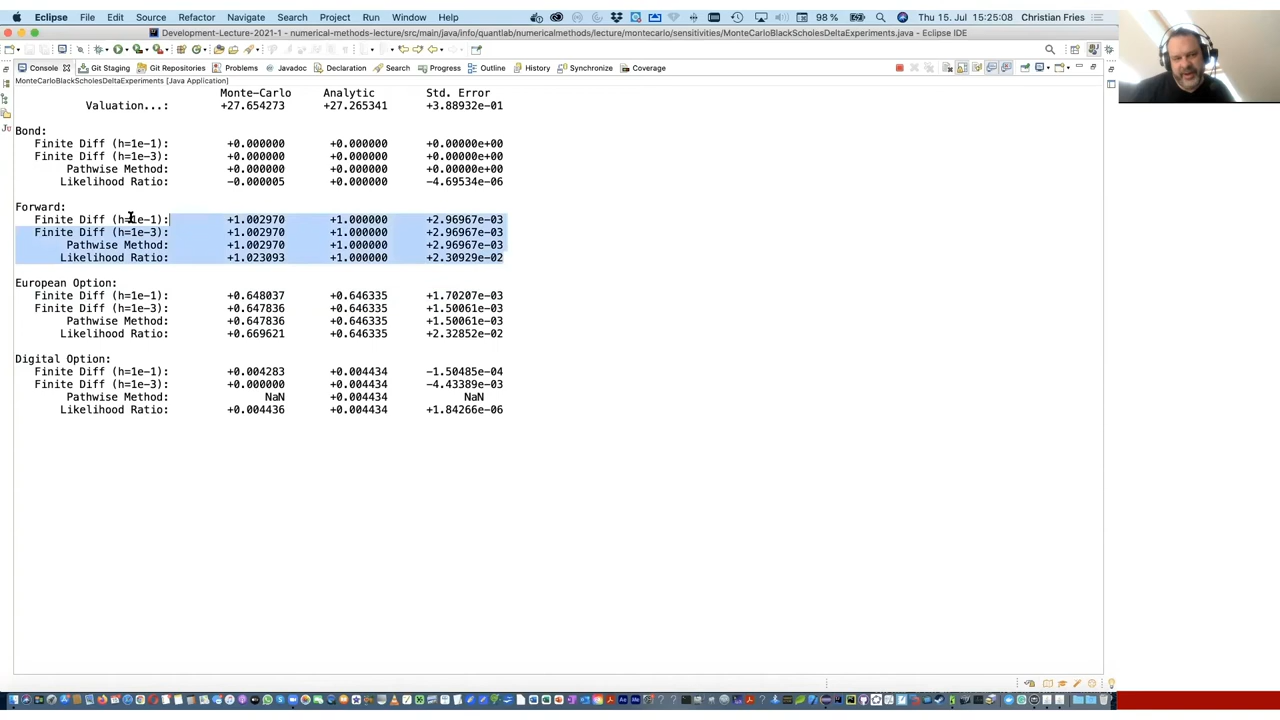 Eclipse File Edit Source Refactor Navigate Search Project Run Window Help 98 % Thu 15. Jul 15:25:08 Christian Fries
Development-Lecture-2021-1 - numerical-methods-lecture/src/main/java/info/quantlab/numericalmethods/lecture/montecarlo/sensitivities/MonteCarloBlackScholesDeltaExperiments.java - Eclipse IDE
Console Git Staging Git Repositories Problems Javadoc Declaration Search Progress Outline History Synchronize Coverage
MonteCarloBlackScholesDeltaExperiments [Java Application]
Monte-Carlo Analytic Std. Error
Valuation...: +27.654273 +27.265341 +3.88932e-01
Bond:
Finite Diff (h=1e-1): +0.000000 +0.000000 +0.00000e+00
Finite Diff (h=1e-3): +0.000000 +0.000000 +0.00000e+00
Pathwise Method: +0.000000 +0.000000 +0.00000e+00
Likelihood Ratio: -0.000005 +0.000000 -4.69534e-06
Forward:
Finite Diff (h=1e-1): +1.002970 +1.000000 +2.96967e-03
Finite Diff (h=1e-3): +1.002970 +1.000000 +2.96967e-03
Pathwise Method: +1.002970 +1.000000 +2.96967e-03
Likelihood Ratio: +1.023093 +1.000000 +2.30929e-02
European Option:
Finite Diff (h=1e-1): +0.648037 +0.646335 +1.70207e-03
Finite Diff (h=1e-3): +0.647836 +0.646335 +1.50061e-03
Pathwise Method: +0.647836 +0.646335 +1.50061e-03
Likelihood Ratio: +0.669621 +0.646335 +2.32852e-02
Digital Option:
Finite Diff (h=1e-1): +0.004283 +0.004434 -1.50485e-04
Finite Diff (h=1e-3): +0.000000 +0.004434 -4.43389e-03
Pathwise Method: NaN +0.004434 NaN
Likelihood Ratio: +0.004436 +0.004434 +1.84266e-06